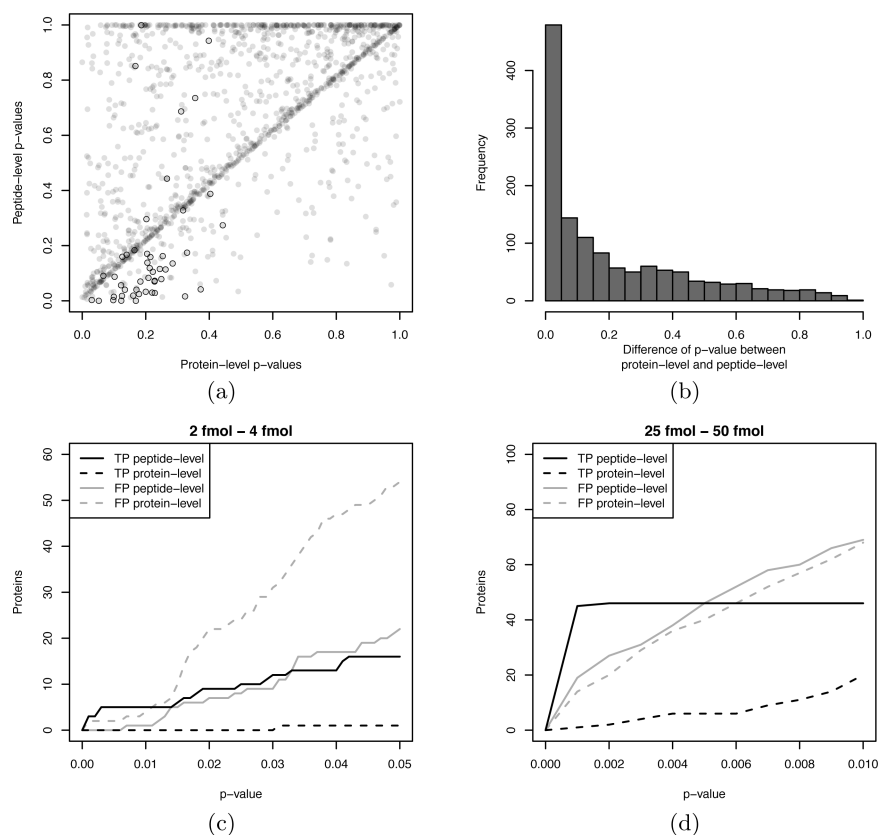 Peptide−level p−values
1.0
0.8
0.6
0.4
0.2
0.0
0.0 0.2 0.4 0.6 0.8 1.0
Protein−level p−values
(a)
Frequency
400
300
200
100
0
0.0 0.2 0.4 0.6 0.8 1.0
Difference of p−value between
protein−level and peptide−level
(b)
2 fmol − 4 fmol
TP peptide−level
TP protein−level
FP peptide−level
FP protein−level
Proteins
60
50
40
30
20
10
0
0.00 0.01 0.02 0.03 0.04 0.05
p−value
(c)
25 fmol − 50 fmol
TP peptide−level
TP protein−level
FP peptide−level
FP protein−level
Proteins
100
80
60
40
20
0
0.000 0.002 0.004 0.006 0.008 0.010
p−value
(d)